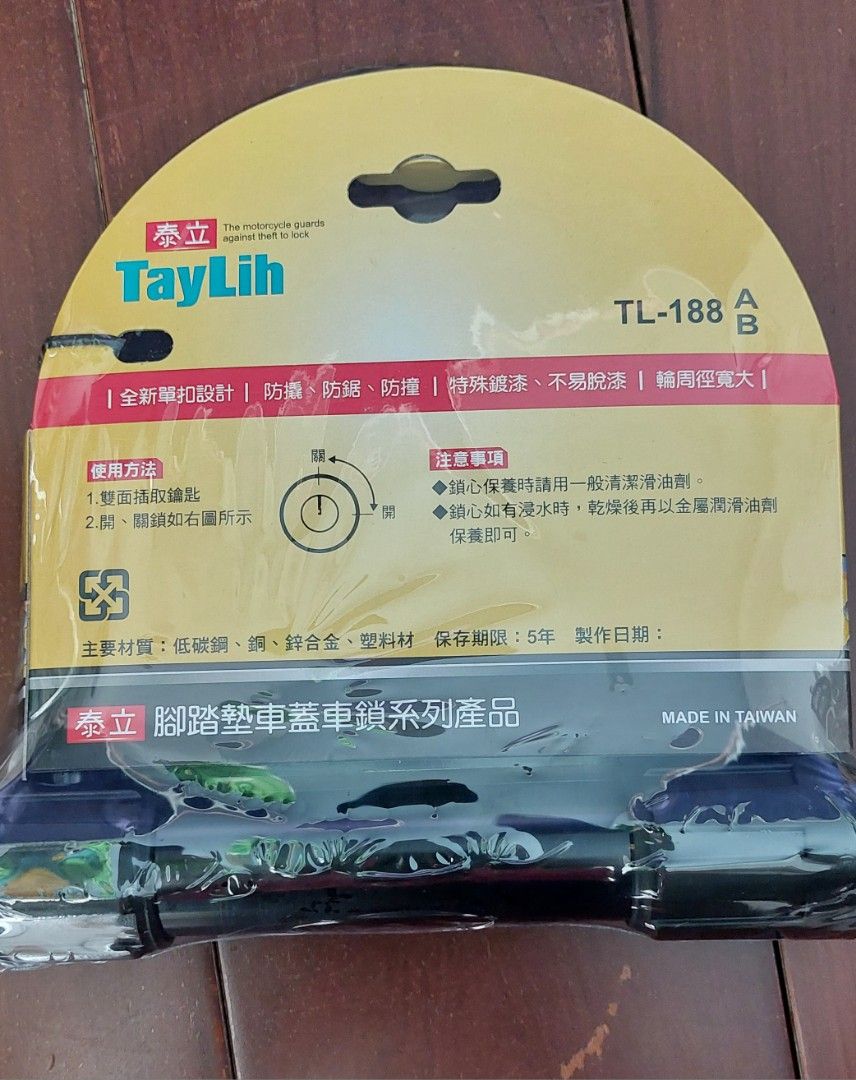 泰立 The motorcycle guards
against theft to lock
TayLih
TL-188 A
B
| 全新單扣設計 | 防撬、防鋸、防撞 | 特殊鍍漆、不易脫漆 | 輪周徑寬大 |
使用方法
1.雙面插取鑰匙
2.開、關鎖如右圖所示
關
開
注意事項
◆鎖心保養時請用一般清潔滑油劑。
◆鎖心如有浸水時，乾燥後再以金屬潤滑油劑
保養即可。
主要材質：低碳鋼、銅、鋅合金、塑料材 保存期限：5年 製作日期：
泰立 腳踏墊車蓋車鎖系列產品
MADE IN TAIWAN